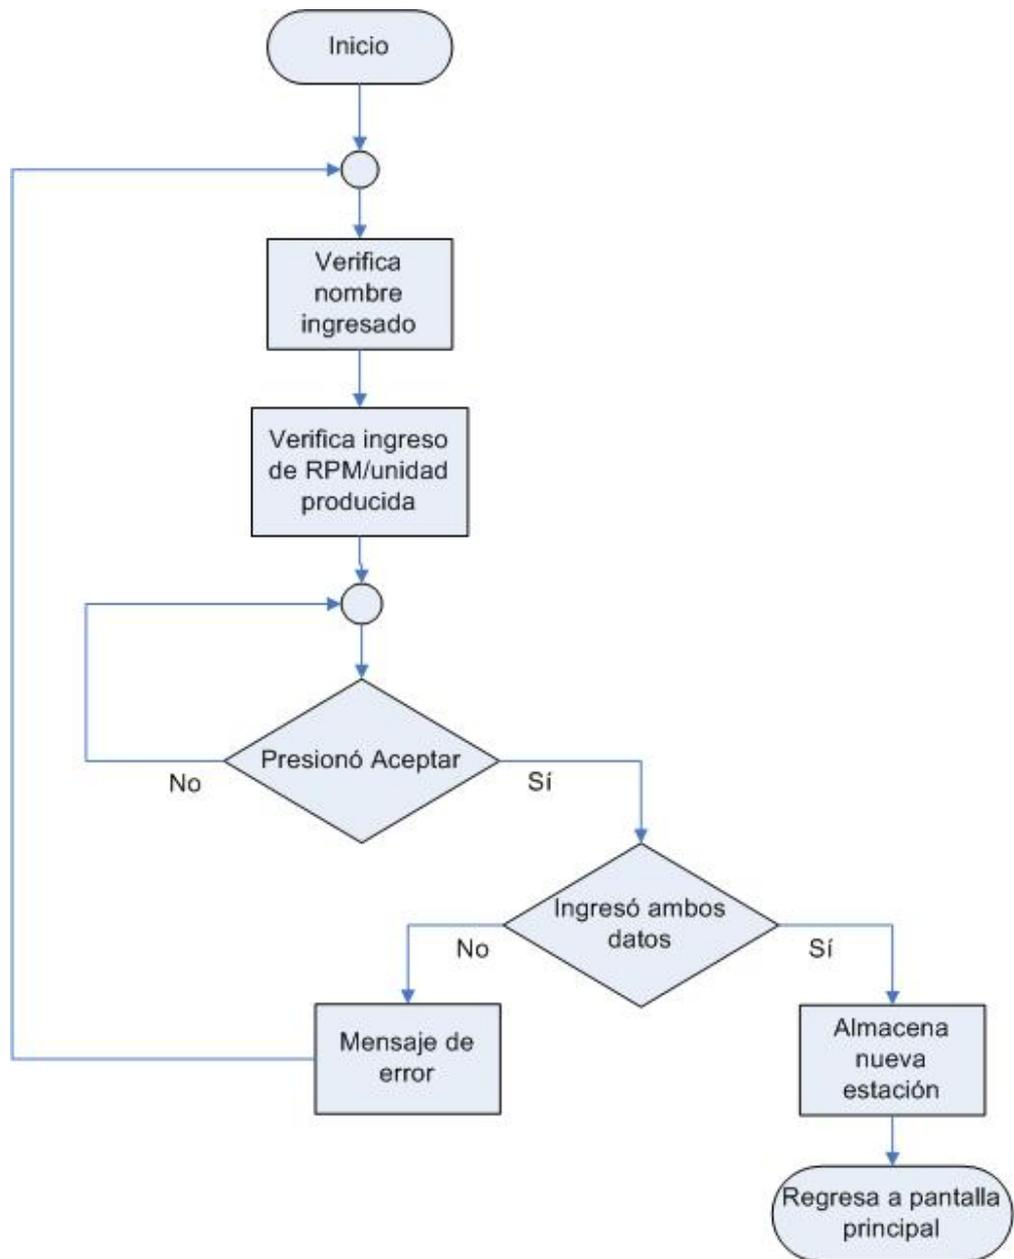 Inicio
Verifica
nombre
ingresado
Verifica ingreso
de RPM/unidad
producida
Presionó Aceptar
No
Sí
Ingresó ambos
datos
No
Sí
Mensaje de
error
Almacena
nueva
estación
Regresa a pantalla
principal